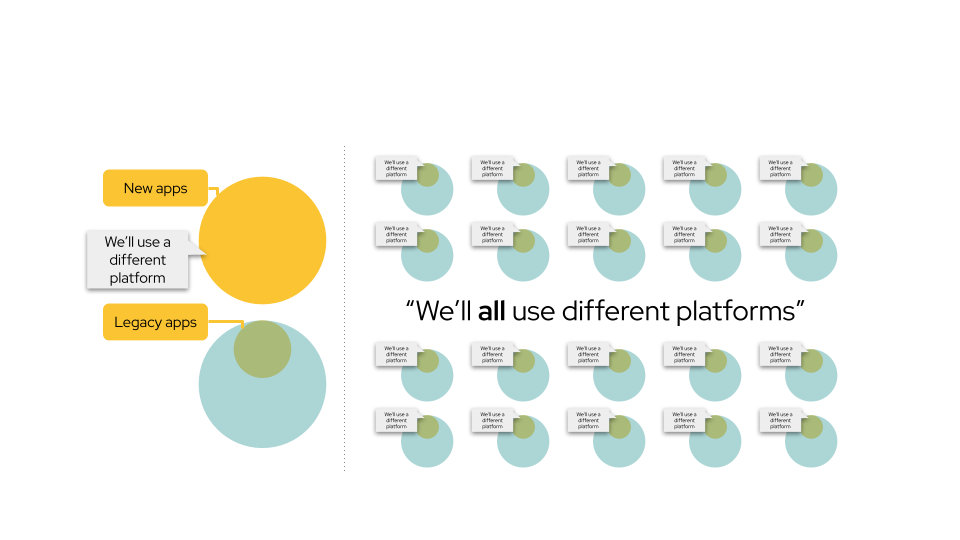 New apps
We'll use a
different
platform
Legacy apps
We'll use a
different
platform
We'll use a
different
platform
We'll use a
different
platform
We'll use a
different
platform
We'll use a
different
platform
We'll use a
different
platform
We'll use a
different
platform
We'll use a
different
platform
We'll use a
different
platform
We'll use a
different
platform
“We'll all use different platforms”
We'll use a
different
platform
We'll use a
different
platform
We'll use a
different
platform
We'll use a
different
platform
We'll use a
different
platform
We'll use a
different
platform
We'll use a
different
platform
We'll use a
different
platform
We'll use a
different
platform
We'll use a
different
platform